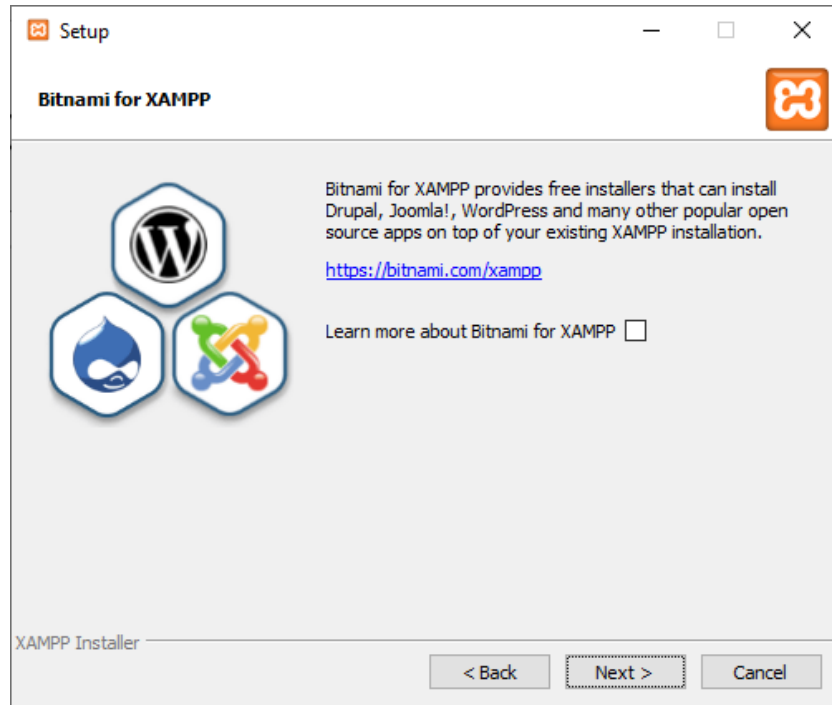 Setup
Bitnami for XAMPP
Bitnami for XAMPP provides free installers that can install
Drupal, Joomla!, WordPress and many other popular open
source apps on top of your existing XAMPP installation.
https://bitnami.com/xampp
Learn more about Bitnami for XAMPP
XAMPP Installer
< Back
Next >
Cancel